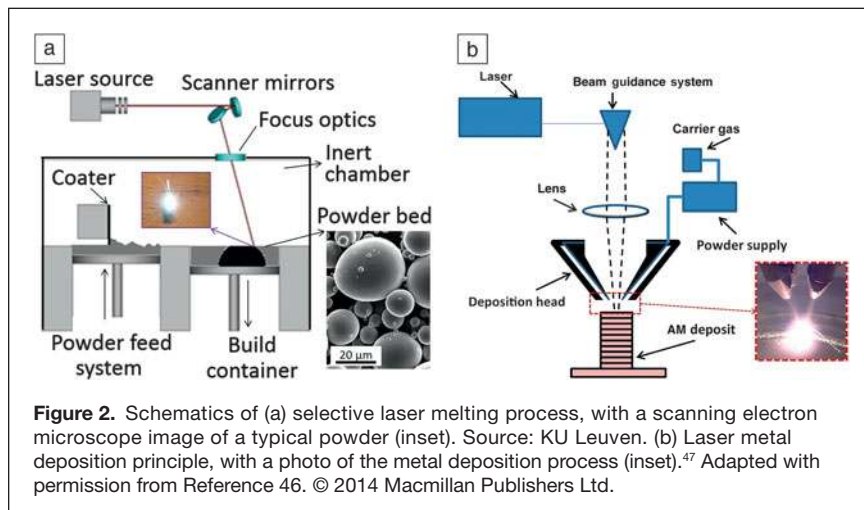 a
Laser source
Scanner mirrors
Focus optics
Inert
chamber
Coater
Powder bed
Powder feed
system
Build
container
20 μm
b
Laser
Beam guidance system
Carrier gas
Lens
Powder supply
Deposition head
AM deposit
Figure 2. Schematics of (a) selective laser melting process, with a scanning electron
microscope image of a typical powder (inset). Source: KU Leuven. (b) Laser metal
deposition principle, with a photo of the metal deposition process (inset).⁴⁷ Adapted with
permission from Reference 46. © 2014 Macmillan Publishers Ltd.